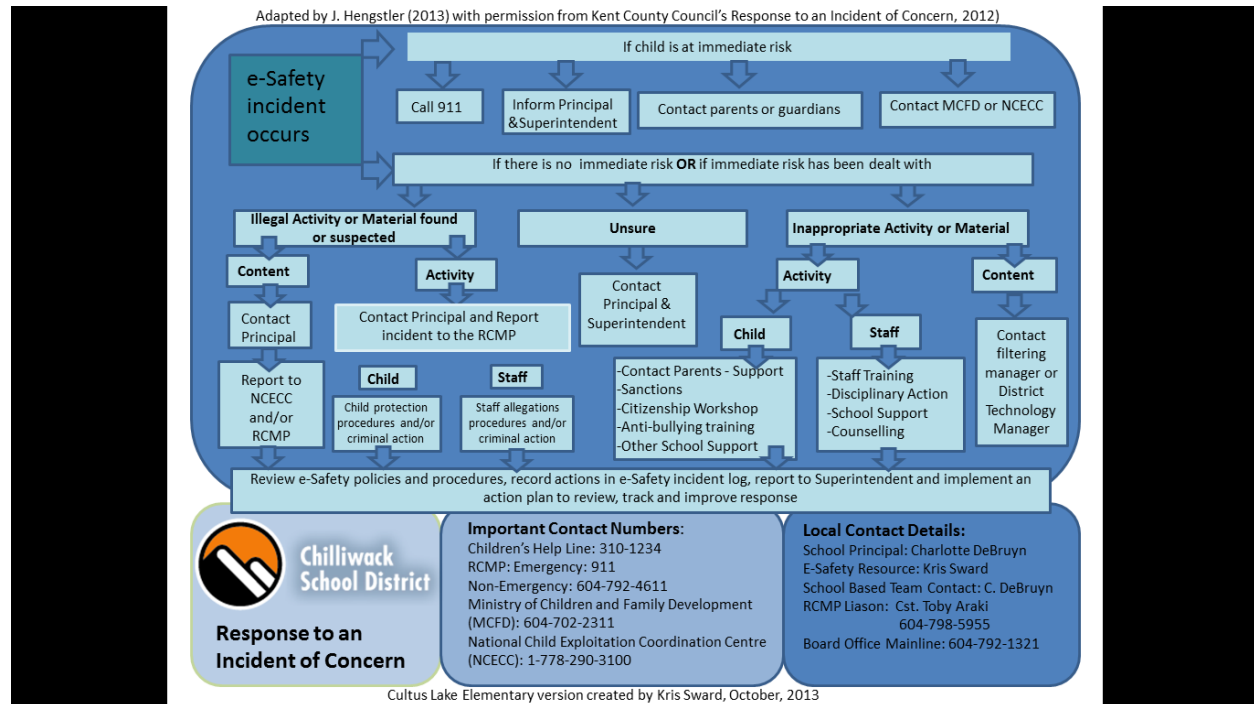 Adapted by J. Hengstler (2013) with permission from Kent County Council's Response to an Incident of Concern, 2012)
e-Safety
incident
occurs
If child is at immediate risk
Call 911
Inform Principal
&Superintendent
Contact parents or guardians
Contact MCFD or NCECC
If there is no immediate risk OR if immediate risk has been dealt with
Illegal Activity or Material found
or suspected
Unsure
Inappropriate Activity or Material
Content
Activity
Activity
Content
Contact
Principal
Contact Principal and Report
incident to the RCMP
Contact
Principal &
Superintendent
Child
Staff
Contact
filtering
manager or
District
Technology
Manager
Report to
NCECC
and/or
RCMP
Child
Staff
Child protection
procedures and/or
criminal action
Staff allegations
procedures and/or
criminal action
-Contact Parents - Support
-Sanctions
-Citizenship Workshop
-Anti-bullying training
-Other School Support
-Staff Training
-Disciplinary Action
-School Support
-Counselling
Review e-Safety policies and procedures, record actions in e-Safety incident log, report to Superintendent and implement an
action plan to review, track and improve response
Chilliwack
School District
Response to an
Incident of Concern
Important Contact Numbers:
Children's Help Line: 310-1234
RCMP: Emergency: 911
Non-Emergency: 604-792-4611
Ministry of Children and Family Development
(MCFD): 604-702-2311
National Child Exploitation Coordination Centre
(NCECC): 1-778-290-3100
Local Contact Details:
School Principal: Charlotte DeBruyn
E-Safety Resource: Kris Sward
School Based Team Contact: C. DeBruyn
RCMP Liason: Cst. Toby Araki
604-798-5955
Board Office Mainline: 604-792-1321
Cultus Lake Elementary version created by Kris Sward, October, 2013